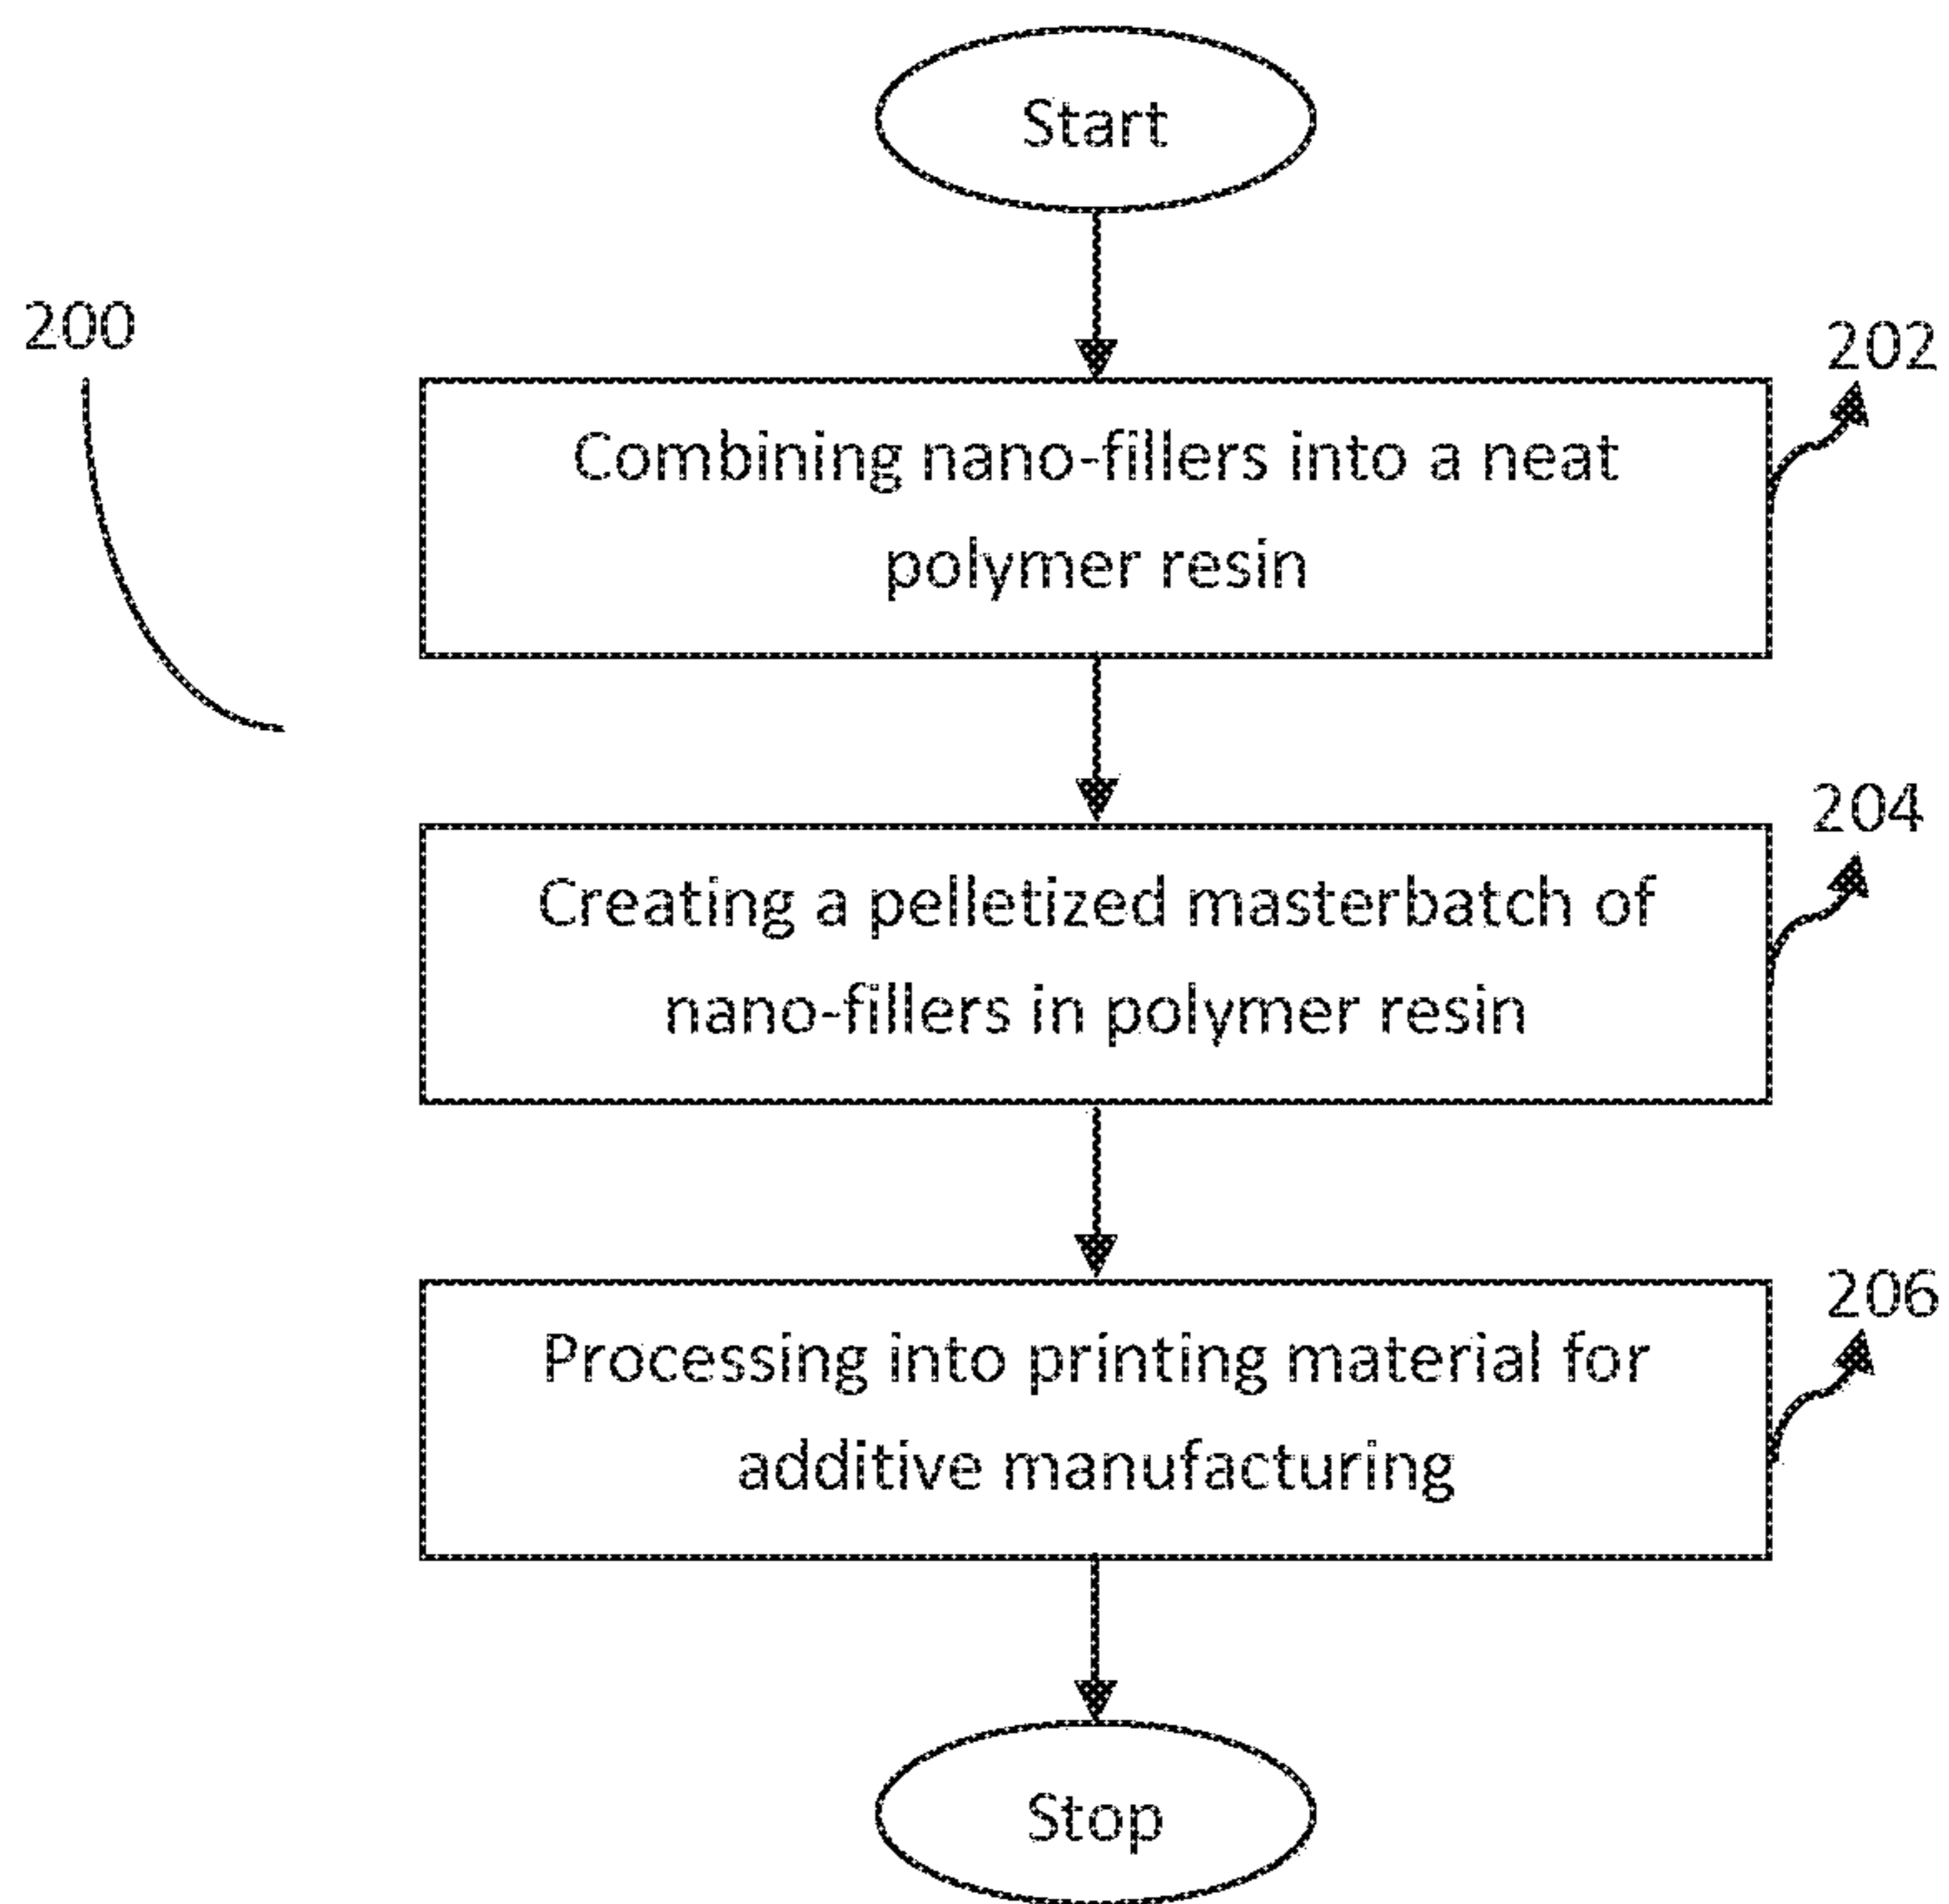 Start
200
202
Combining nano-fillers into a neat
polymer resin
204
Creating a pelletized masterbatch of
nano-fillers in polymer resin
206
Processing into printing material for
additive manufacturing
Stop